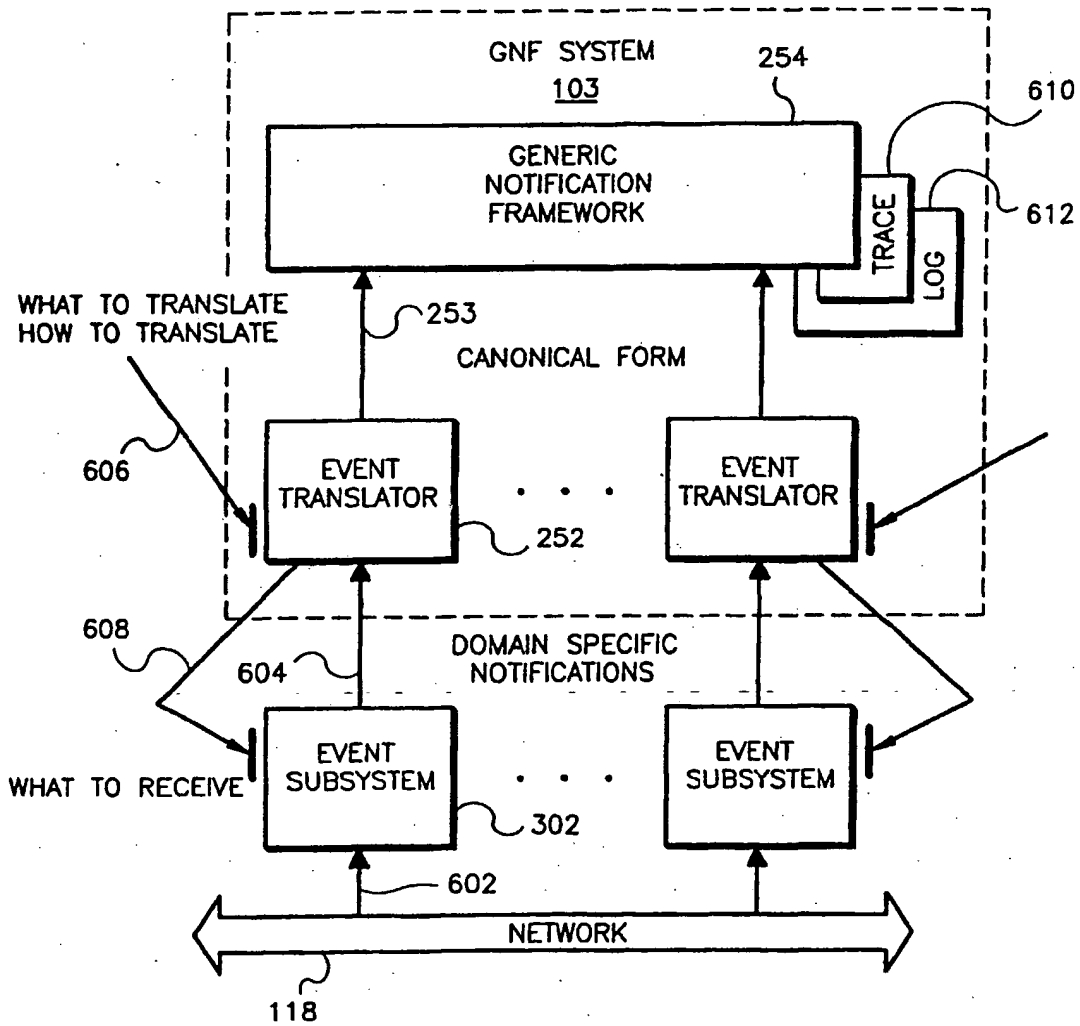 GNF SYSTEM
103
254
610
GENERIC
NOTIFICATION
FRAMEWORK
TRACE
612
LOG
WHAT TO TRANSLATE
HOW TO TRANSLATE
253
CANONICAL FORM
606
EVENT
TRANSLATOR
. . .
EVENT
TRANSLATOR
252
608
604
DOMAIN SPECIFIC
NOTIFICATIONS
EVENT
SUBSYSTEM
. . .
EVENT
SUBSYSTEM
WHAT TO RECEIVE
302
602
NETWORK
118